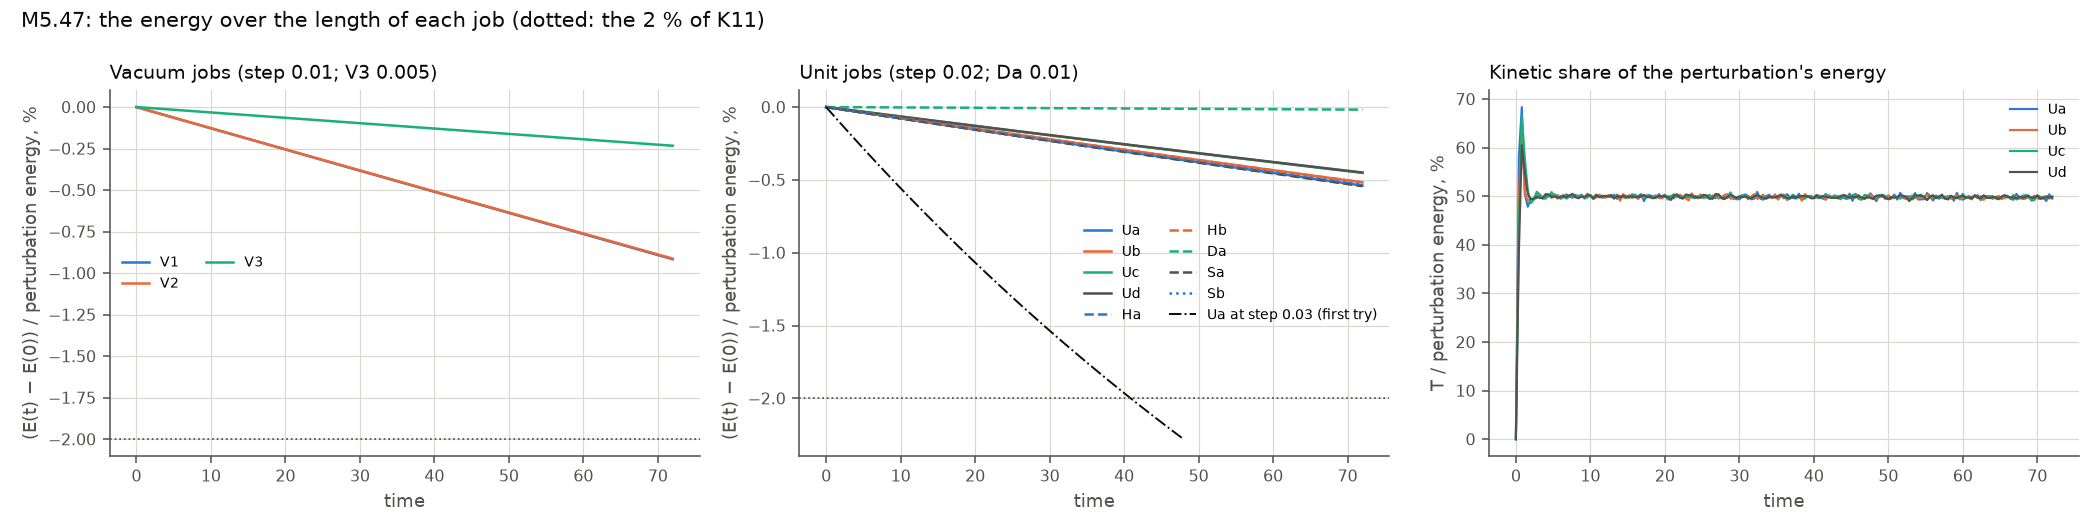 M5.47: the energy over the length of each job (dotted: the 2 % of K11)
Vacuum jobs (step 0.01; V3 0.005)
(E(t) − E(0)) / perturbation energy, %
0.00
−0.25
−0.50
−0.75
−1.00
−1.25
−1.50
−1.75
−2.00
V1
V2
V3
0 10 20 30 40 50 60 70
time
Unit jobs (step 0.02; Da 0.01)
(E(t) − E(0)) / perturbation energy, %
0.0
−0.5
−1.0
−1.5
−2.0
Ua
Ub
Uc
Ud
Ha
Hb
Da
Sa
Sb
Ua at step 0.03 (first try)
0 10 20 30 40 50 60 70
time
Kinetic share of the perturbation's energy
T / perturbation energy, %
70
60
50
40
30
20
10
0
Ua
Ub
Uc
Ud
0 10 20 30 40 50 60 70
time